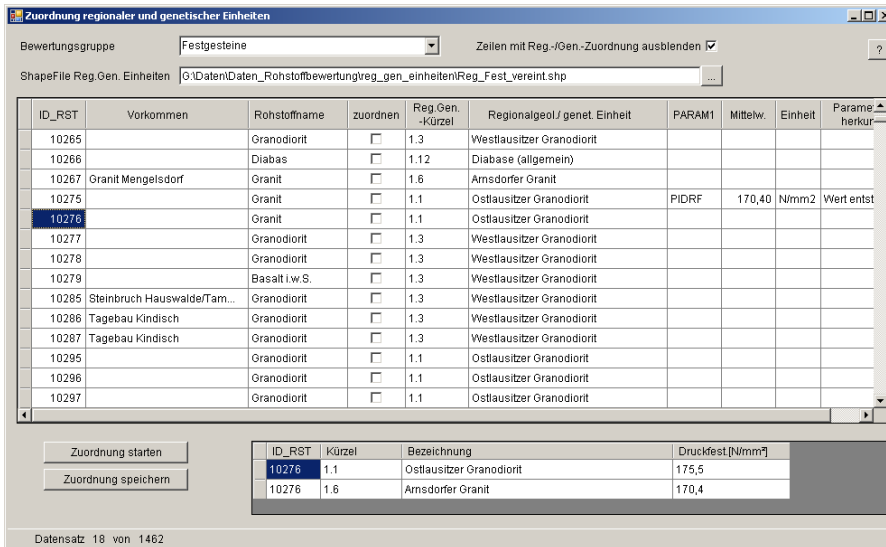 Zuordnung regionaler und genetischer Einheiten
Bewertungsgruppe Festgesteine Zeilen mit Reg.-/Gen.-Zuordnung ausblenden ?
ShapeFile Reg.Gen. Einheiten G:\Daten\Daten_Rohstoffbewertung\reg_gen_einheiten\Reg_Fest_vereint.shp ...
ID_RST Vorkommen Rohstoffname zuordnen Reg.Gen. -Kürzel Regionalgeol./ genet. Einheit PARAM1 Mittelw. Einheit Parame herkun
10265 Granodiorit 1.3 Westlausitzer Granodiorit
10266 Diabas 1.12 Diabase (allgemein)
10267 Granit Mengelsdorf Granit 1.6 Arnsdorfer Granit
10275 Granit 1.1 Ostlausitzer Granodiorit PIDRF 170,40 N/mm2 Wert entst
10276 Granit 1.1 Ostlausitzer Granodiorit
10277 Granodiorit 1.3 Westlausitzer Granodiorit
10278 Granodiorit 1.3 Westlausitzer Granodiorit
10279 Basalt i.w.S. 1.3 Westlausitzer Granodiorit
10285 Steinbruch Hauswalde/Tam... Granodiorit 1.3 Westlausitzer Granodiorit
10286 Tagebau Kindisch Granodiorit 1.3 Westlausitzer Granodiorit
10287 Tagebau Kindisch Granodiorit 1.3 Westlausitzer Granodiorit
10295 Granodiorit 1.1 Ostlausitzer Granodiorit
10296 Granodiorit 1.1 Ostlausitzer Granodiorit
10297 Granodiorit 1.1 Ostlausitzer Granodiorit
Zuordnung starten
Zuordnung speichern
ID_RST Kürzel Bezeichnung Druckfest.[N/mm²]
10276 1.1 Ostlausitzer Granodiorit 175,5
10276 1.6 Arnsdorfer Granit 170,4
Datensatz 18 von 1462